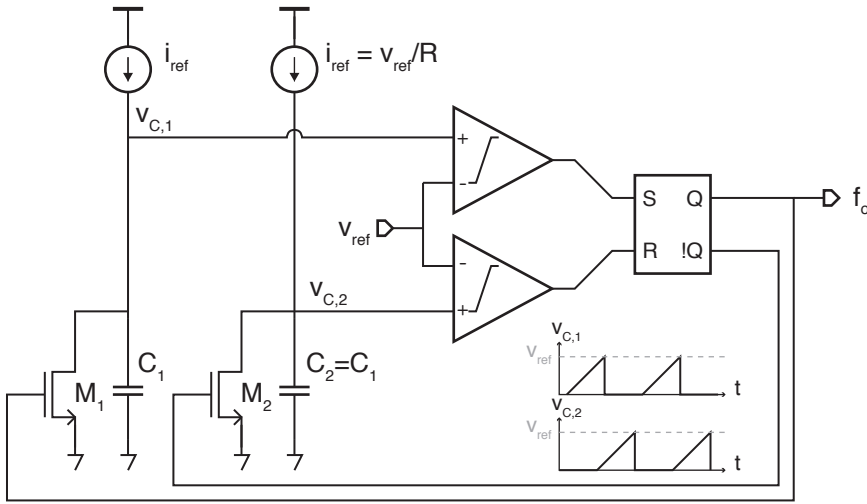 i_ref
i_ref = v_ref/R
v_C,1
+
-
v_ref
S Q
R !Q
f_o
-
+
v_C,2
M_1
C_1
M_2
C_2=C_1
v_C,1
v_ref
t
v_C,2
v_ref
t